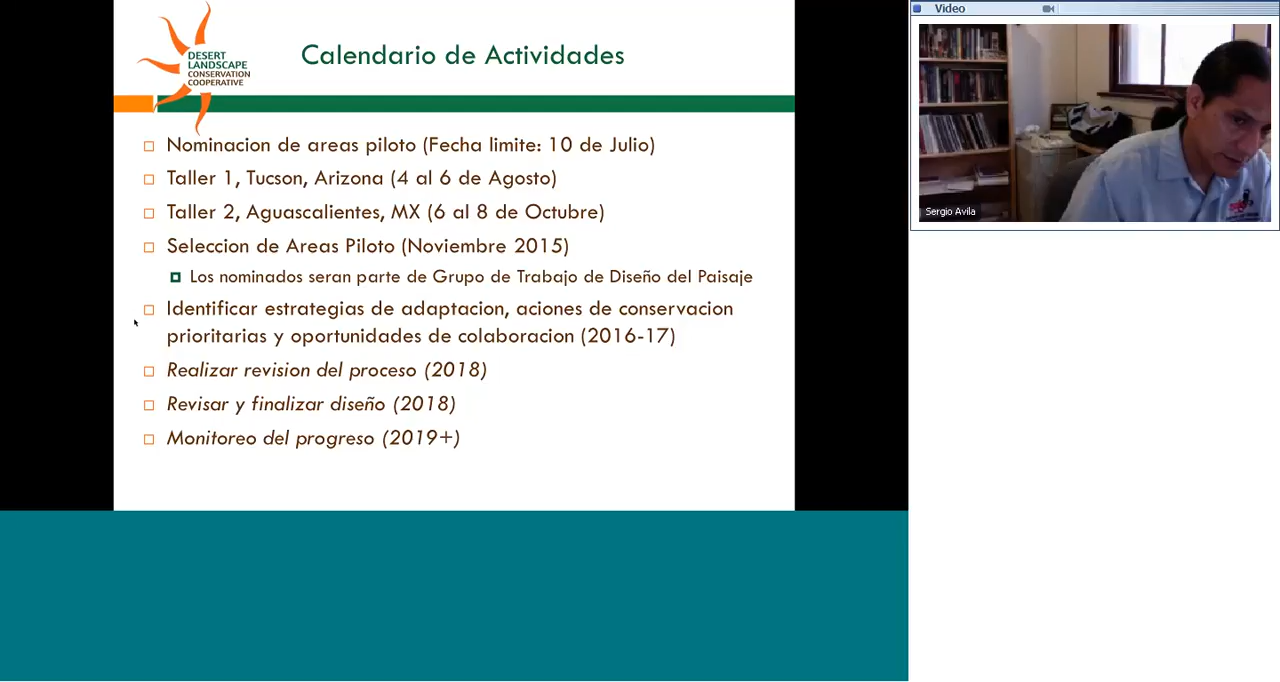 DESERT
LANDSCAPE
CONSERVATION
COOPERATIVE
Calendario de Actividades
Nominacion de areas piloto (Fecha limite: 10 de Julio)
Taller 1, Tucson, Arizona (4 al 6 de Agosto)
Taller 2, Aguascalientes, MX (6 al 8 de Octubre)
Seleccion de Areas Piloto (Noviembre 2015)
Los nominados seran parte de Grupo de Trabajo de Diseño del Paisaje
Identificar estrategias de adaptacion, aciones de conservacion
prioritarias y oportunidades de colaboracion (2016-17)
Realizar revision del proceso (2018)
Revisar y finalizar diseño (2018)
Monitoreo del progreso (2019+)
Video
Sergio Avila